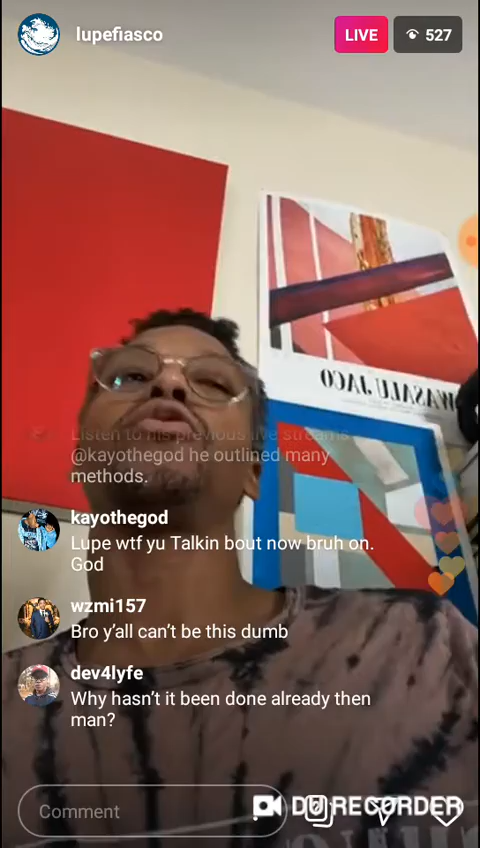 lupefiasco
LIVE
527
WASALU JACO
Listen to his previous live streams
@kayothegod he outlined many
methods.
kayothegod
Lupe wtf yu Talkin bout now bruh on.
God
wzmi157
Bro y'all can't be this dumb
dev4lyfe
Why hasn't it been done already then
man?
Comment
DU RECORDER